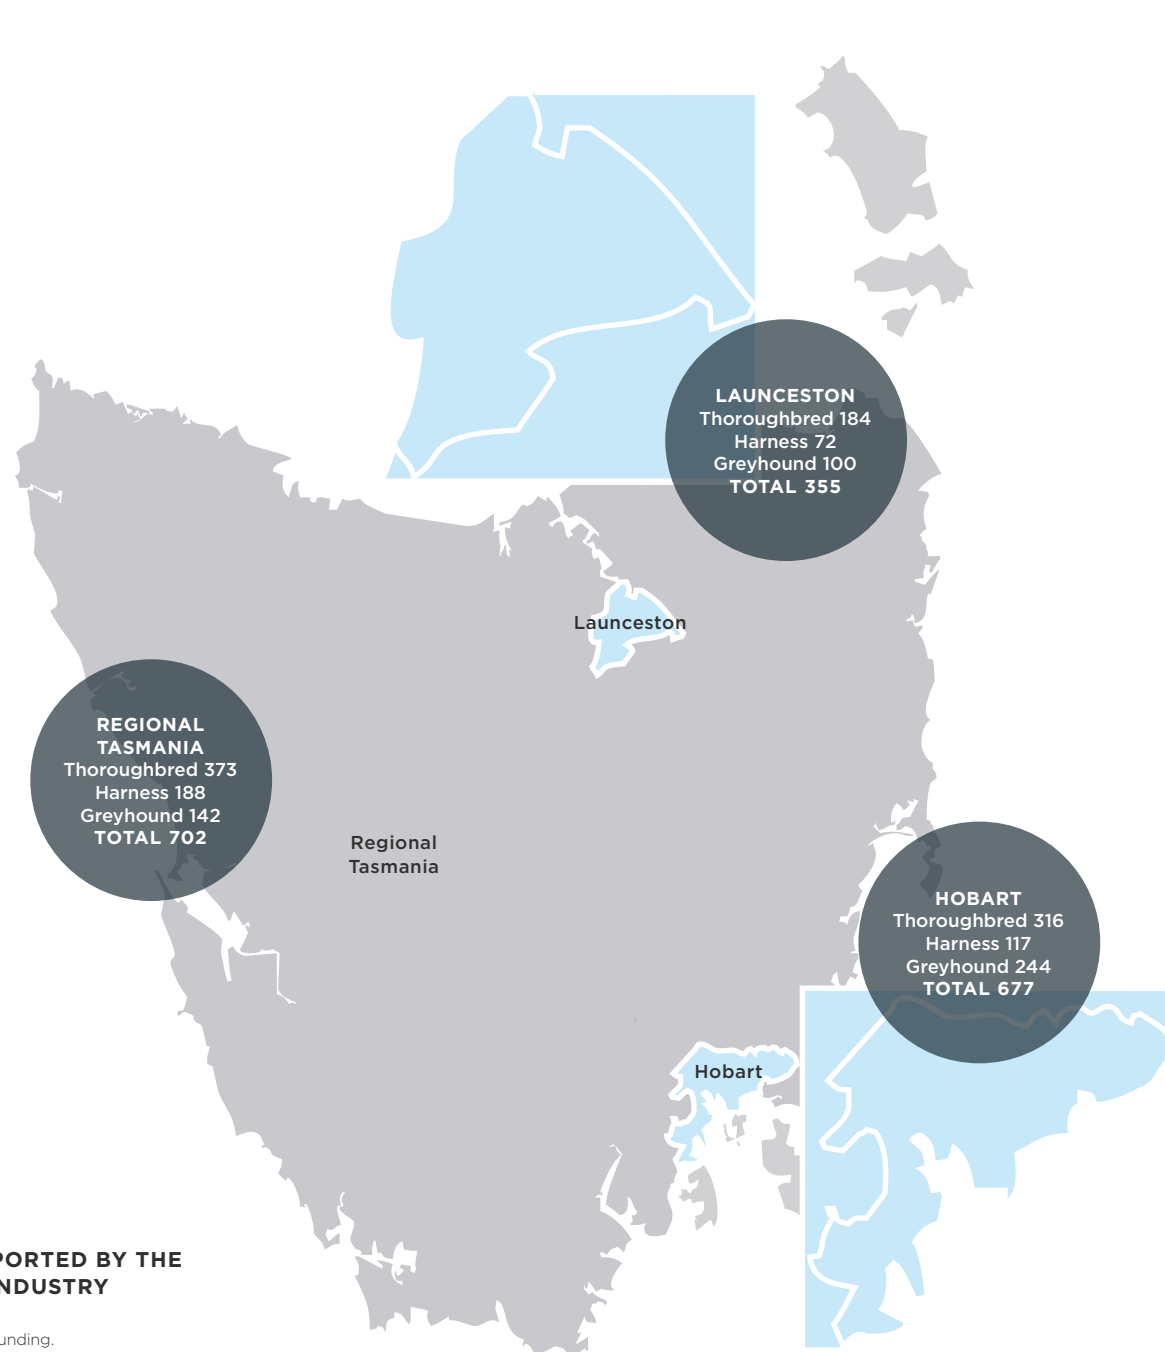 LAUNCESTON
Thoroughbred 184
Harness 72
Greyhound 100
TOTAL 355
Launceston
REGIONAL
TASMANIA
Thoroughbred 373
Harness 188
Greyhound 142
TOTAL 702
Regional
Tasmania
HOBART
Thoroughbred 316
Harness 117
Greyhound 244
TOTAL 677
Hobart
PORTED BY THE
NDUSTRY
unding.